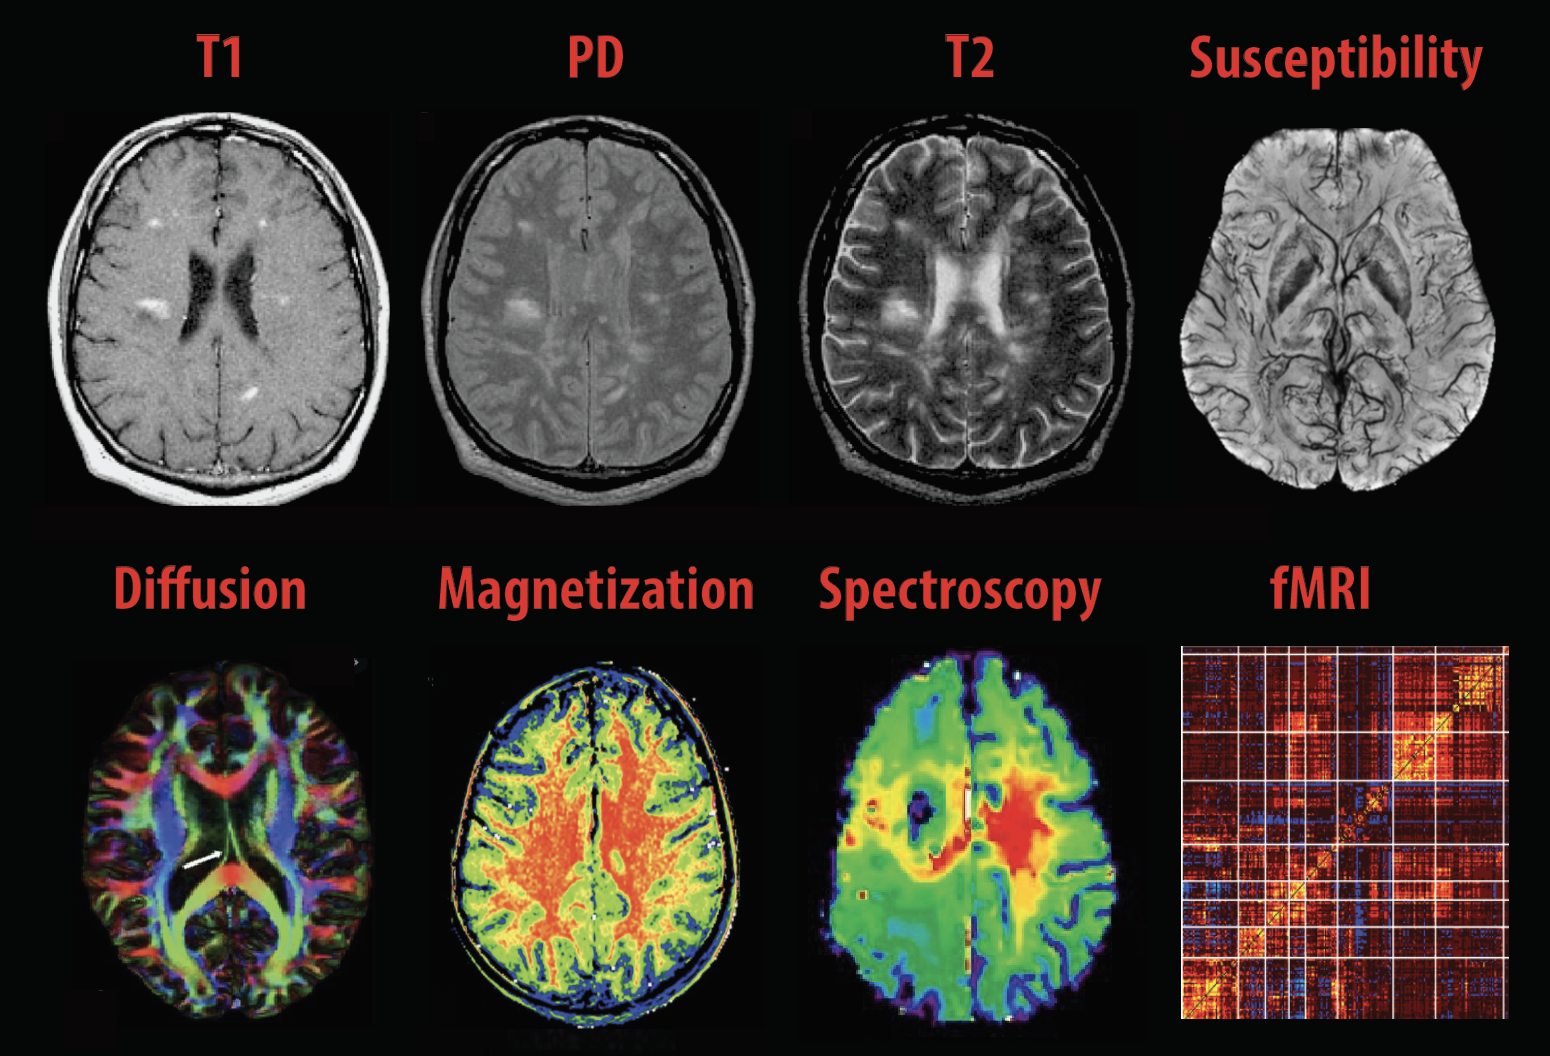 T1
PD
T2
Susceptibility
Diffusion
Magnetization
Spectroscopy
fMRI